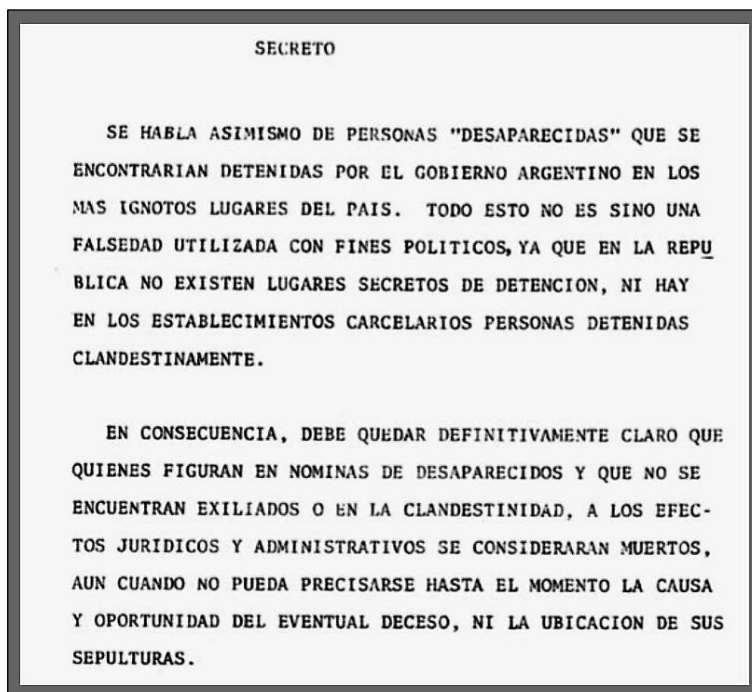 SECRETO
SE HABLA ASIMISMO DE PERSONAS "DESAPARECIDAS" QUE SE
ENCONTRARIAN DETENIDAS POR EL GOBIERNO ARGENTINO EN LOS
MAS IGNOTOS LUGARES DEL PAIS. TODO ESTO NO ES SINO UNA
FALSEDAD UTILIZADA CON FINES POLITICOS, YA QUE EN LA REPU
BLICA NO EXISTEN LUGARES SECRETOS DE DETENCION, NI HAY
EN LOS ESTABLECIMIENTOS CARCELARIOS PERSONAS DETENIDAS
CLANDESTINAMENTE.
EN CONSECUENCIA, DEBE QUEDAR DEFINITIVAMENTE CLARO QUE
QUIENES FIGURAN EN NOMINAS DE DESAPARECIDOS Y QUE NO SE
ENCUENTRAN EXILIADOS O EN LA CLANDESTINIDAD, A LOS EFEC-
TOS JURIDICOS Y ADMINISTRATIVOS SE CONSIDERARAN MUERTOS,
AUN CUANDO NO PUEDA PRECISARSE HASTA EL MOMENTO LA CAUSA
Y OPORTUNIDAD DEL EVENTUAL DECESO, NI LA UBICACION DE SUS
SEPULTURAS.